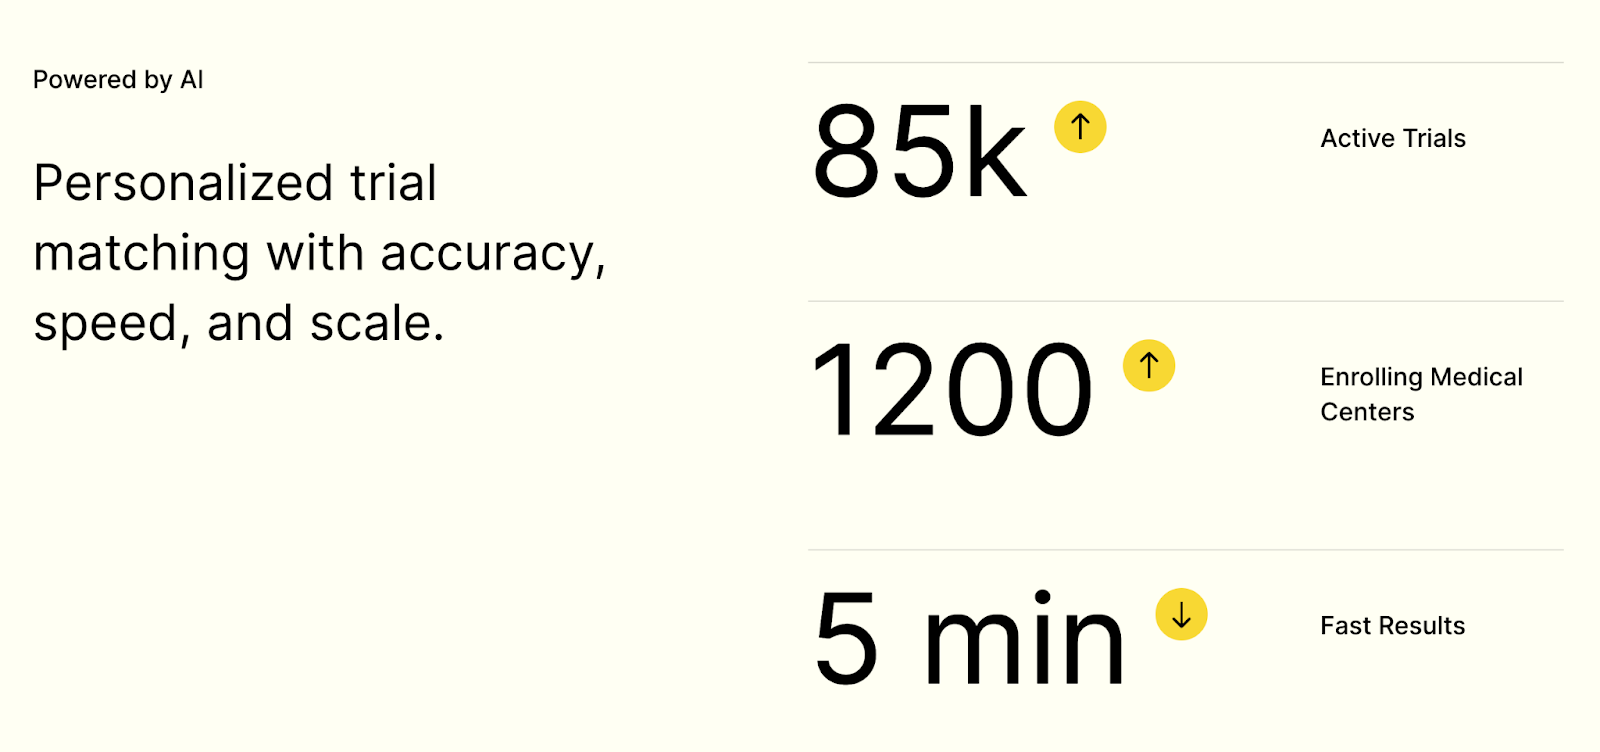 Powered by AI
Personalized trial
matching with accuracy,
speed, and scale.
85k ↑
Active Trials
1200 ↑
Enrolling Medical
Centers
5 min ↓
Fast Results